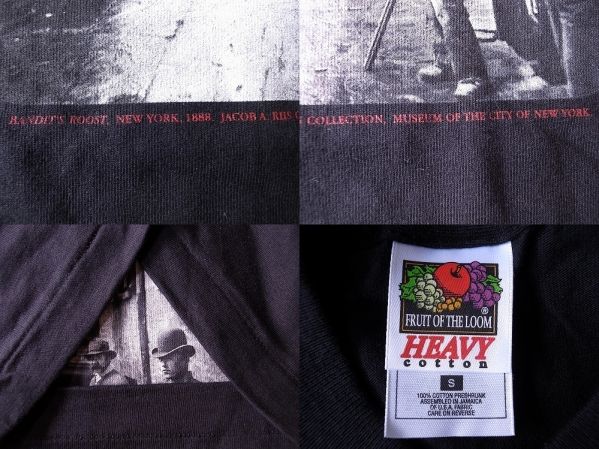 BANDIT'S ROOST, NEW YORK, 1888. JACOB A. RIIS COLLECTION, MUSEUM OF THE CITY OF NEW YORK.
FRUIT OF THE LOOM
®
HEAVY
cotton
S
100% COTTON PRESHRUNK
ASSEMBLED IN JAMAICA
OF U.S.A. FABRIC
CARE ON REVERSE